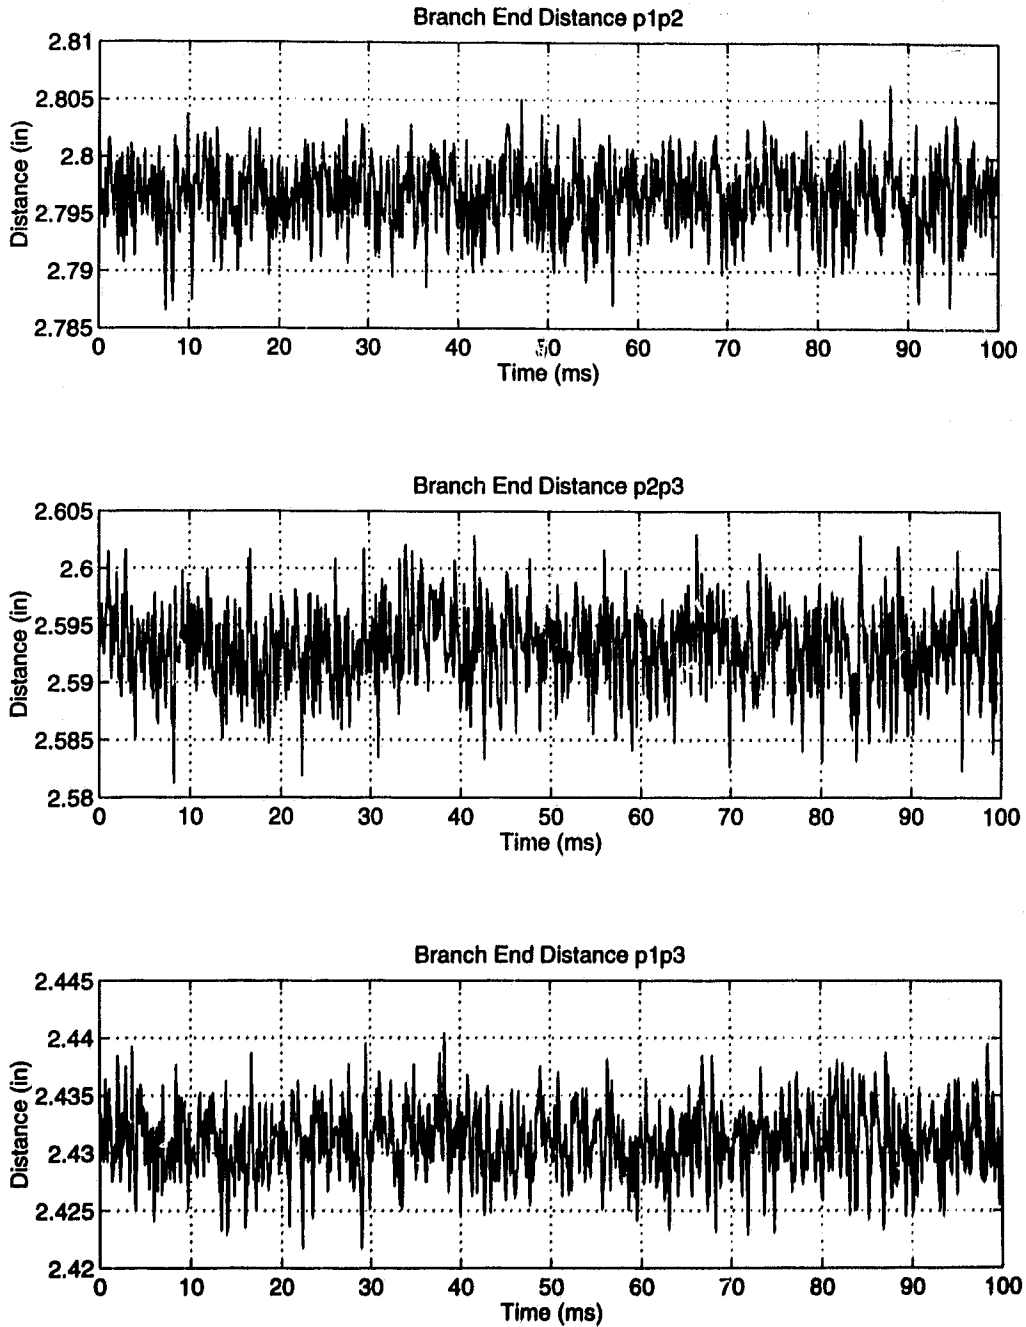 Branch End Distance p1p2
2.81
2.805
2.8
2.795
2.79
2.785
Distance (in)
0 10 20 30 40 50 60 70 80 90 100
Time (ms)
Branch End Distance p2p3
2.605
2.6
2.595
2.59
2.585
2.58
Distance (in)
0 10 20 30 40 50 60 70 80 90 100
Time (ms)
Branch End Distance p1p3
2.445
2.44
2.435
2.43
2.425
2.42
Distance (in)
0 10 20 30 40 50 60 70 80 90 100
Time (ms)